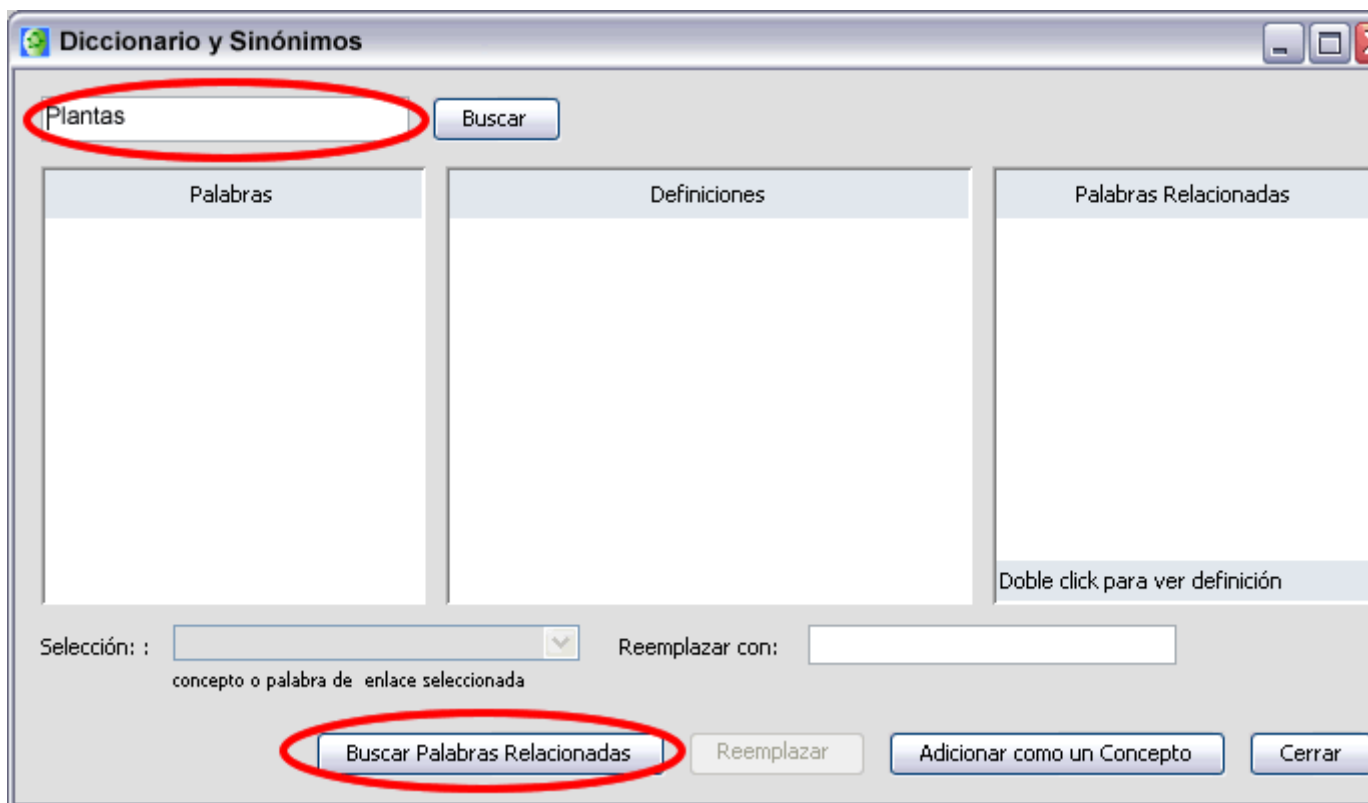 Diccionario y Sinónimos
Plantas
Buscar
Palabras
Definiciones
Palabras Relacionadas
Doble click para ver definición
Selección: :
Reemplazar con:
concepto o palabra de enlace seleccionada
Buscar Palabras Relacionadas
Reemplazar
Adicionar como un Concepto
Cerrar